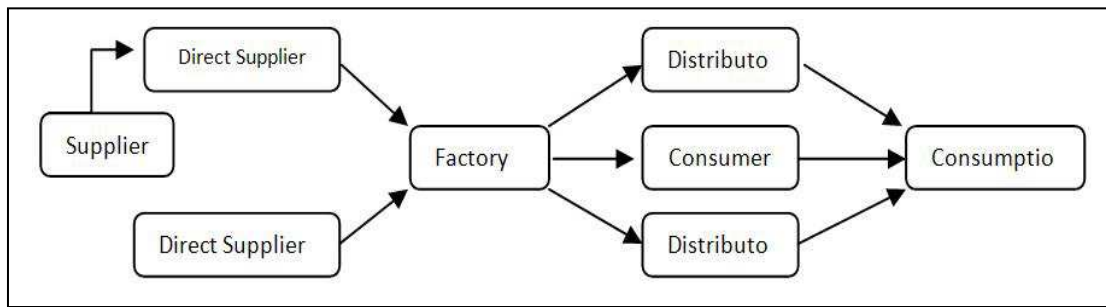 Direct Supplier
Supplier
Direct Supplier
Factory
Distributo
Consumer
Distributo
Consumptio